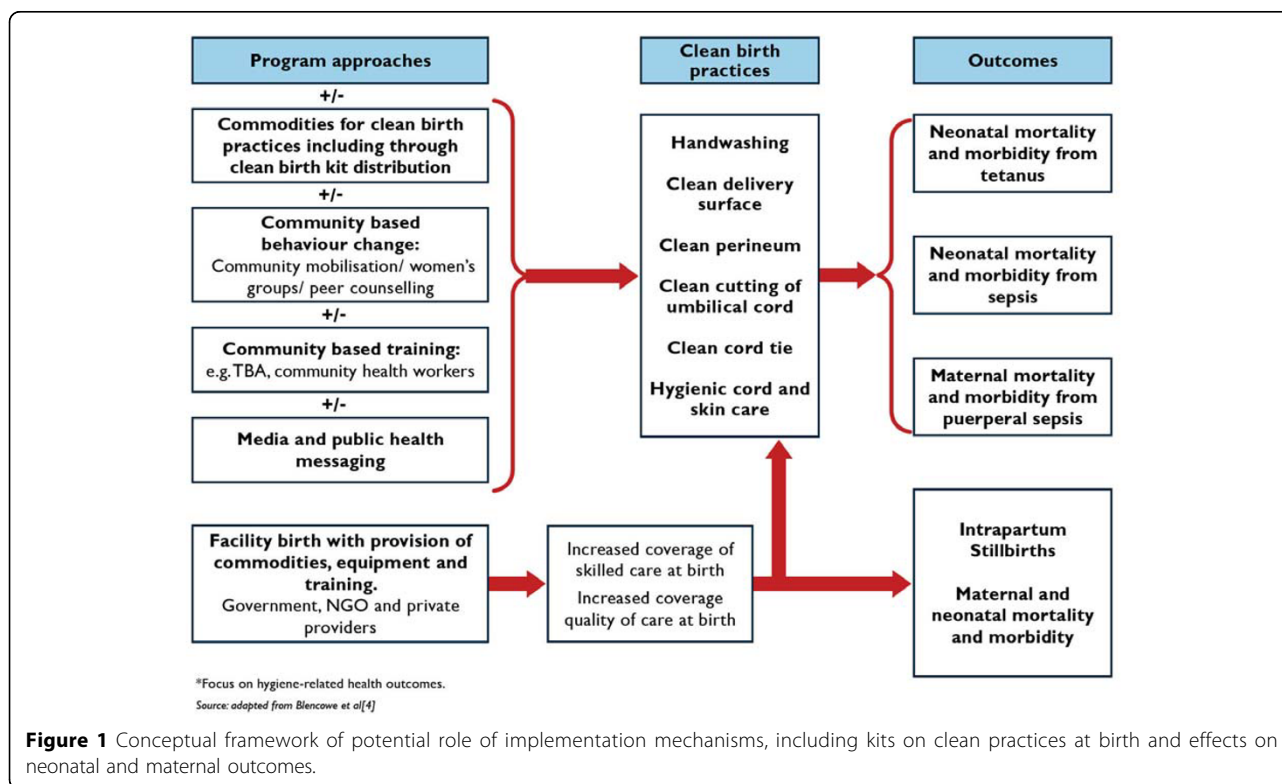 Program approaches
+/-
Commodities for clean birth
practices including through
clean birth kit distribution
+/-
Community based
behaviour change:
Community mobilisation/ women's
groups/ peer counselling
+/-
Community based training:
e.g. TBA, community health workers
+/-
Media and public health
messaging
Facility birth with provision of
commodities, equipment and
training.
Government, NGO and private
providers
Increased coverage of
skilled care at birth
Increased coverage
quality of care at birth
Clean birth
practices
Handwashing
Clean delivery
surface
Clean perineum
Clean cutting of
umbilical cord
Clean cord tie
Hygienic cord and
skin care
Outcomes
Neonatal mortality
and morbidity from
tetanus
Neonatal mortality
and morbidity from
sepsis
Maternal mortality
and morbidity from
puerperal sepsis
Intrapartum
Stillbirths
Maternal and
neonatal mortality
and morbidity
*Focus on hygiene-related health outcomes.
Source: adapted from Blencowe et al[4]
Figure 1 Conceptual framework of potential role of implementation mechanisms, including kits on clean practices at birth and effects on
neonatal and maternal outcomes.